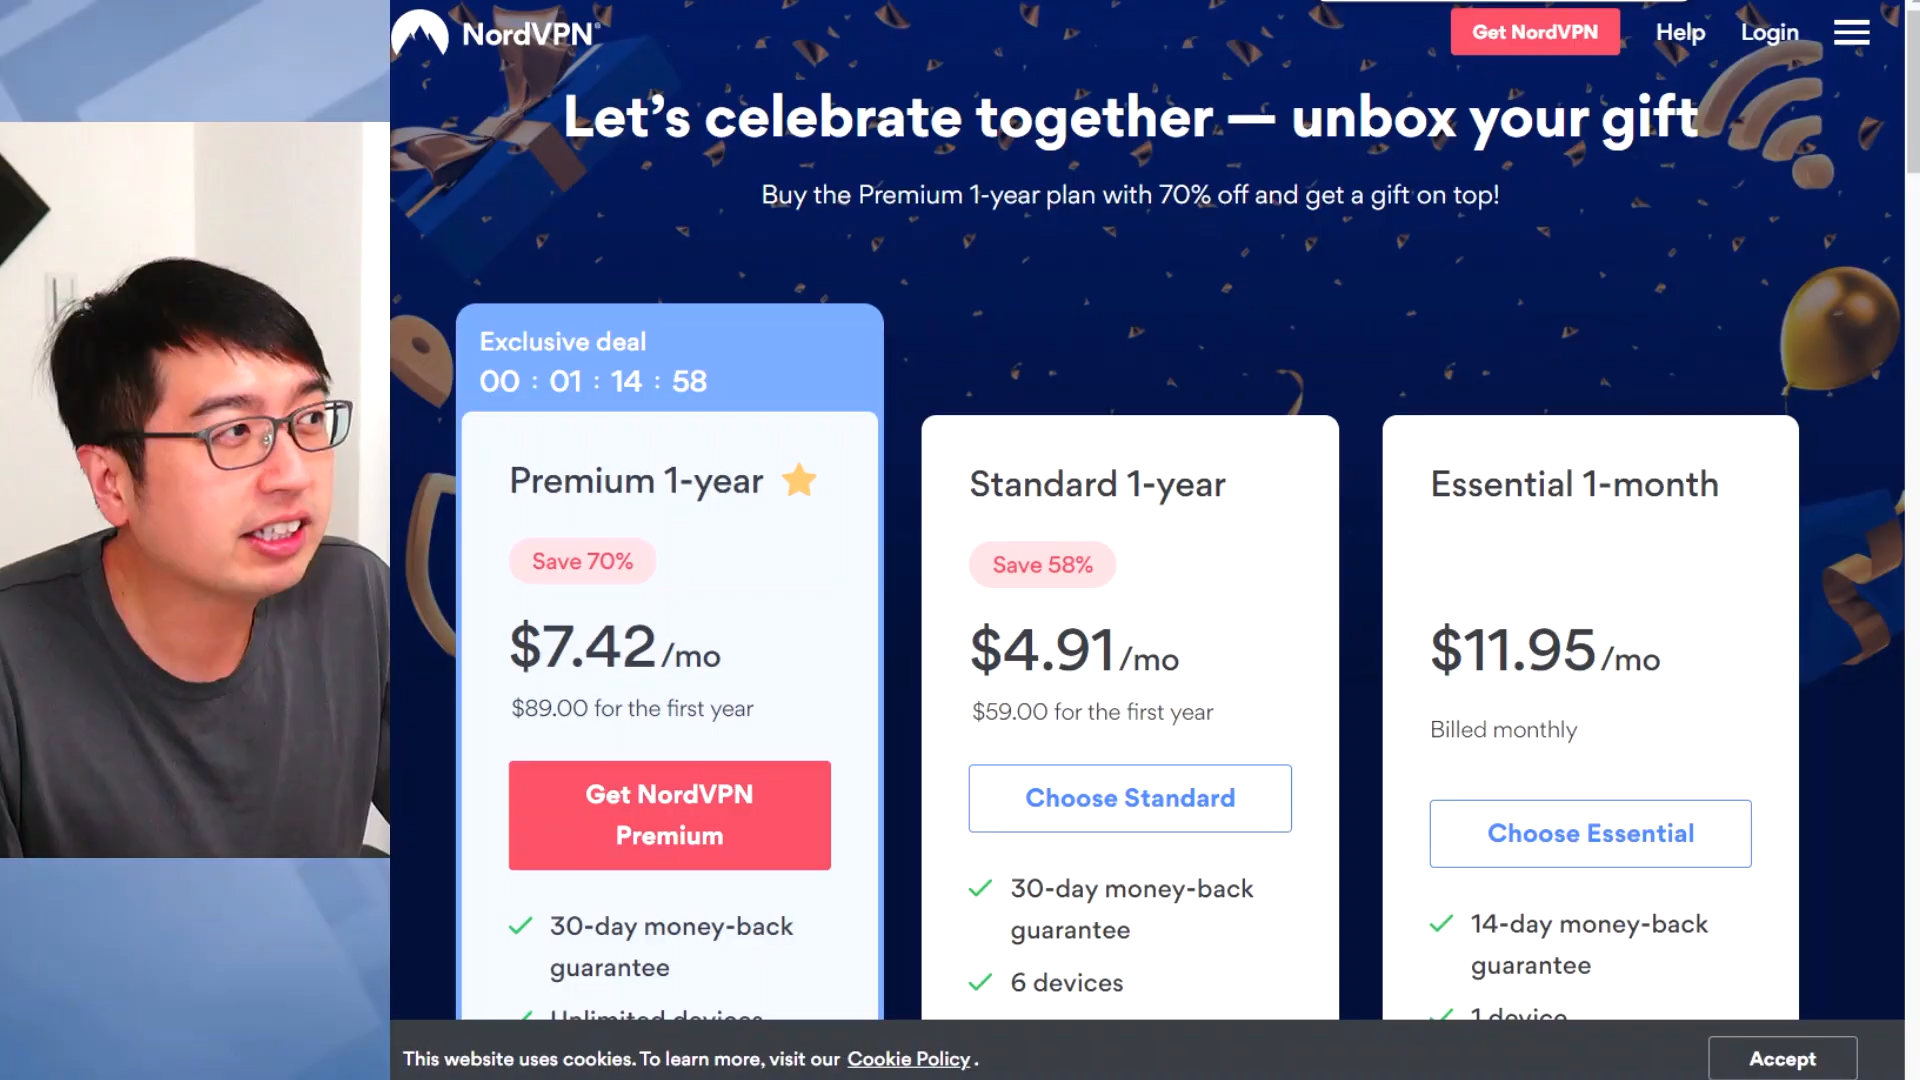 NordVPN®
Get NordVPN
Help
Login
Let's celebrate together — unbox your gift
Buy the Premium 1-year plan with 70% off and get a gift on top!
Exclusive deal
00 : 01 : 14 : 58
Premium 1-year
Save 70%
$7.42/mo
$89.00 for the first year
Get NordVPN
Premium
30-day money-back
guarantee
Unlimited devices
Standard 1-year
Save 58%
$4.91/mo
$59.00 for the first year
Choose Standard
30-day money-back
guarantee
6 devices
Essential 1-month
$11.95/mo
Billed monthly
Choose Essential
14-day money-back
guarantee
1 device
This website uses cookies. To learn more, visit our Cookie Policy .
Accept